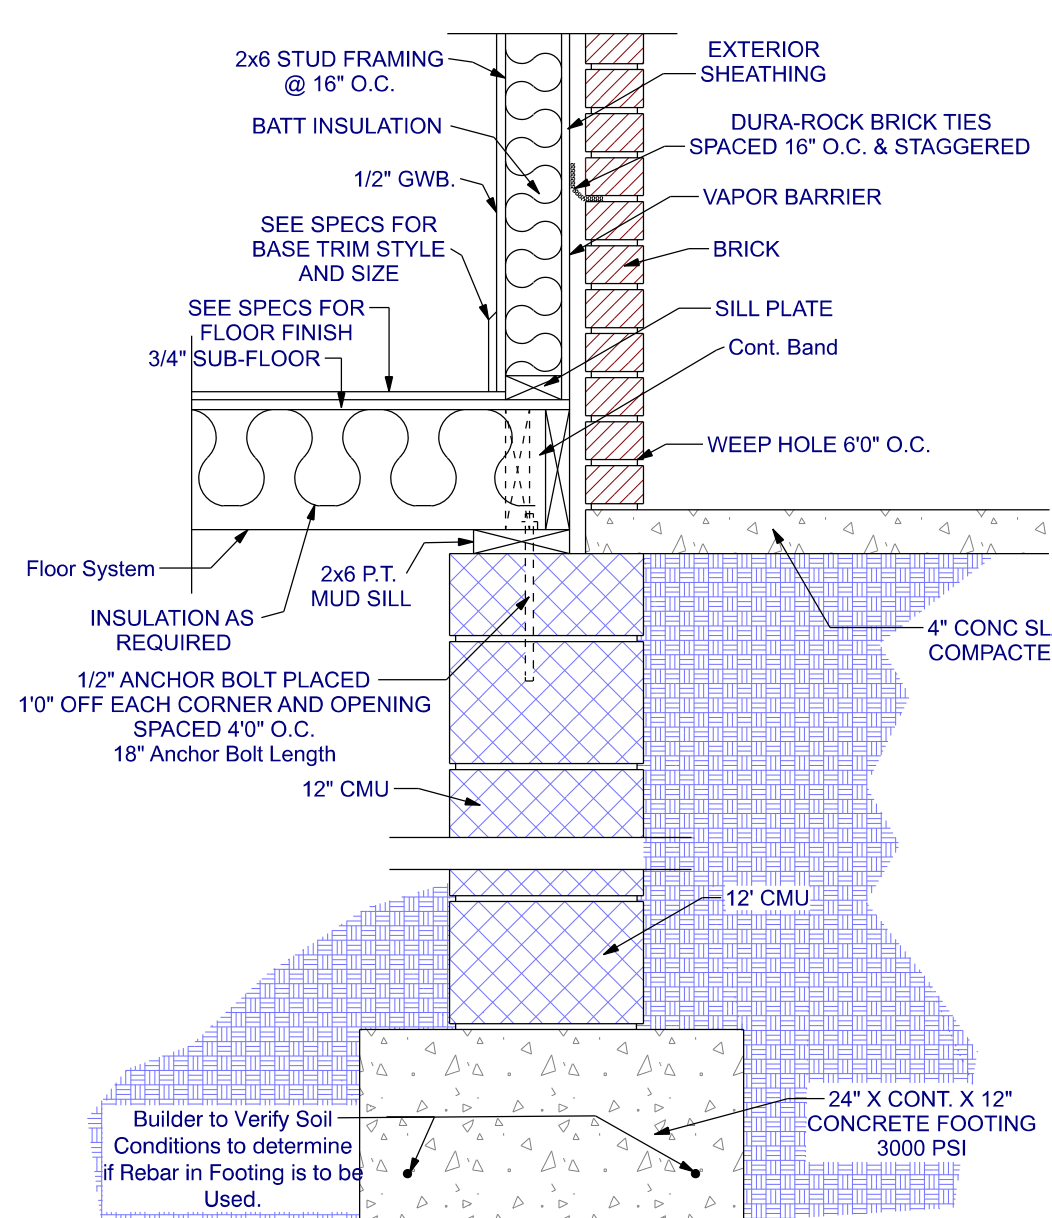 2x6 STUD FRAMING
@ 16" O.C.
BATT INSULATION
1/2" GWB.
SEE SPECS FOR
BASE TRIM STYLE
AND SIZE
SEE SPECS FOR
FLOOR FINISH
3/4" SUB-FLOOR
EXTERIOR
SHEATHING
DURA-ROCK BRICK TIES
SPACED 16" O.C. & STAGGERED
VAPOR BARRIER
BRICK
SILL PLATE
Cont. Band
WEEP HOLE 6'0" O.C.
Floor System
2x6 P.T.
MUD SILL
INSULATION AS
REQUIRED
4" CONC
1/2" ANCHOR BOLT PLACED
1'0" OFF EACH CORNER AND OPENING
SPACED 4'0" O.C.
18" Anchor Bolt Length
12" CMU
12' CMU
24" X CONT. X 12"
CONCRETE FOOTING
3000 PSI
Builder to Verify Soil
Conditions to determine
if Rebar in Footing is to be
Used.